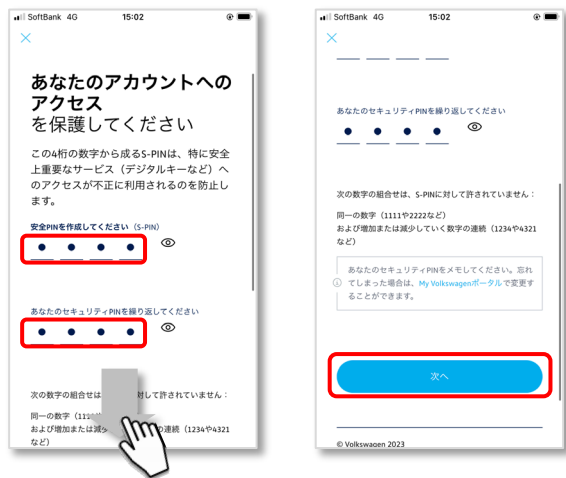 SoftBank 4G 15:02
あなたのアカウントへの
アクセス
を保護してください
この4桁の数字から成るS-PINは、特に安全
上重要なサービス（デジタルキーなど）へ
のアクセスが不正に利用されるのを防止し
ます。
安全PINを作成してください（S-PIN）
あなたのセキュリティPINを繰り返してください
次の数字の組合せは 対して許されていません：
同一の数字（11
および増加または減少 の連続（1234や4321
など）
SoftBank 4G 15:02
あなたのセキュリティPINを繰り返してください
次の数字の組合せは、S-PINに対して許されていません：
同一の数字（1111や2222など）
および増加または減少していく数字の連続（1234や4321
など）
あなたのセキュリティPINをメモしてください。忘れ
てしまった場合は、My Volkswagenポータルで変更す
ることができます。
次へ
© Volkswagen 2023